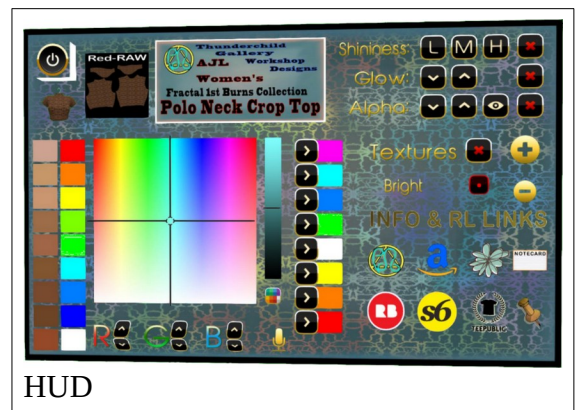 Red-RAW
Thunderchild
Gallery
AJL Workshop
Designs
Women's
Fractal 1st Burns Collection
Polo Neck Crop Top
Shininess: L M H
Glow:
Alpha:
Textures
Bright
INFO & RL LINKS
a
NOTECARD
RB
s6
TEEPUBLIC
R G B
HUD